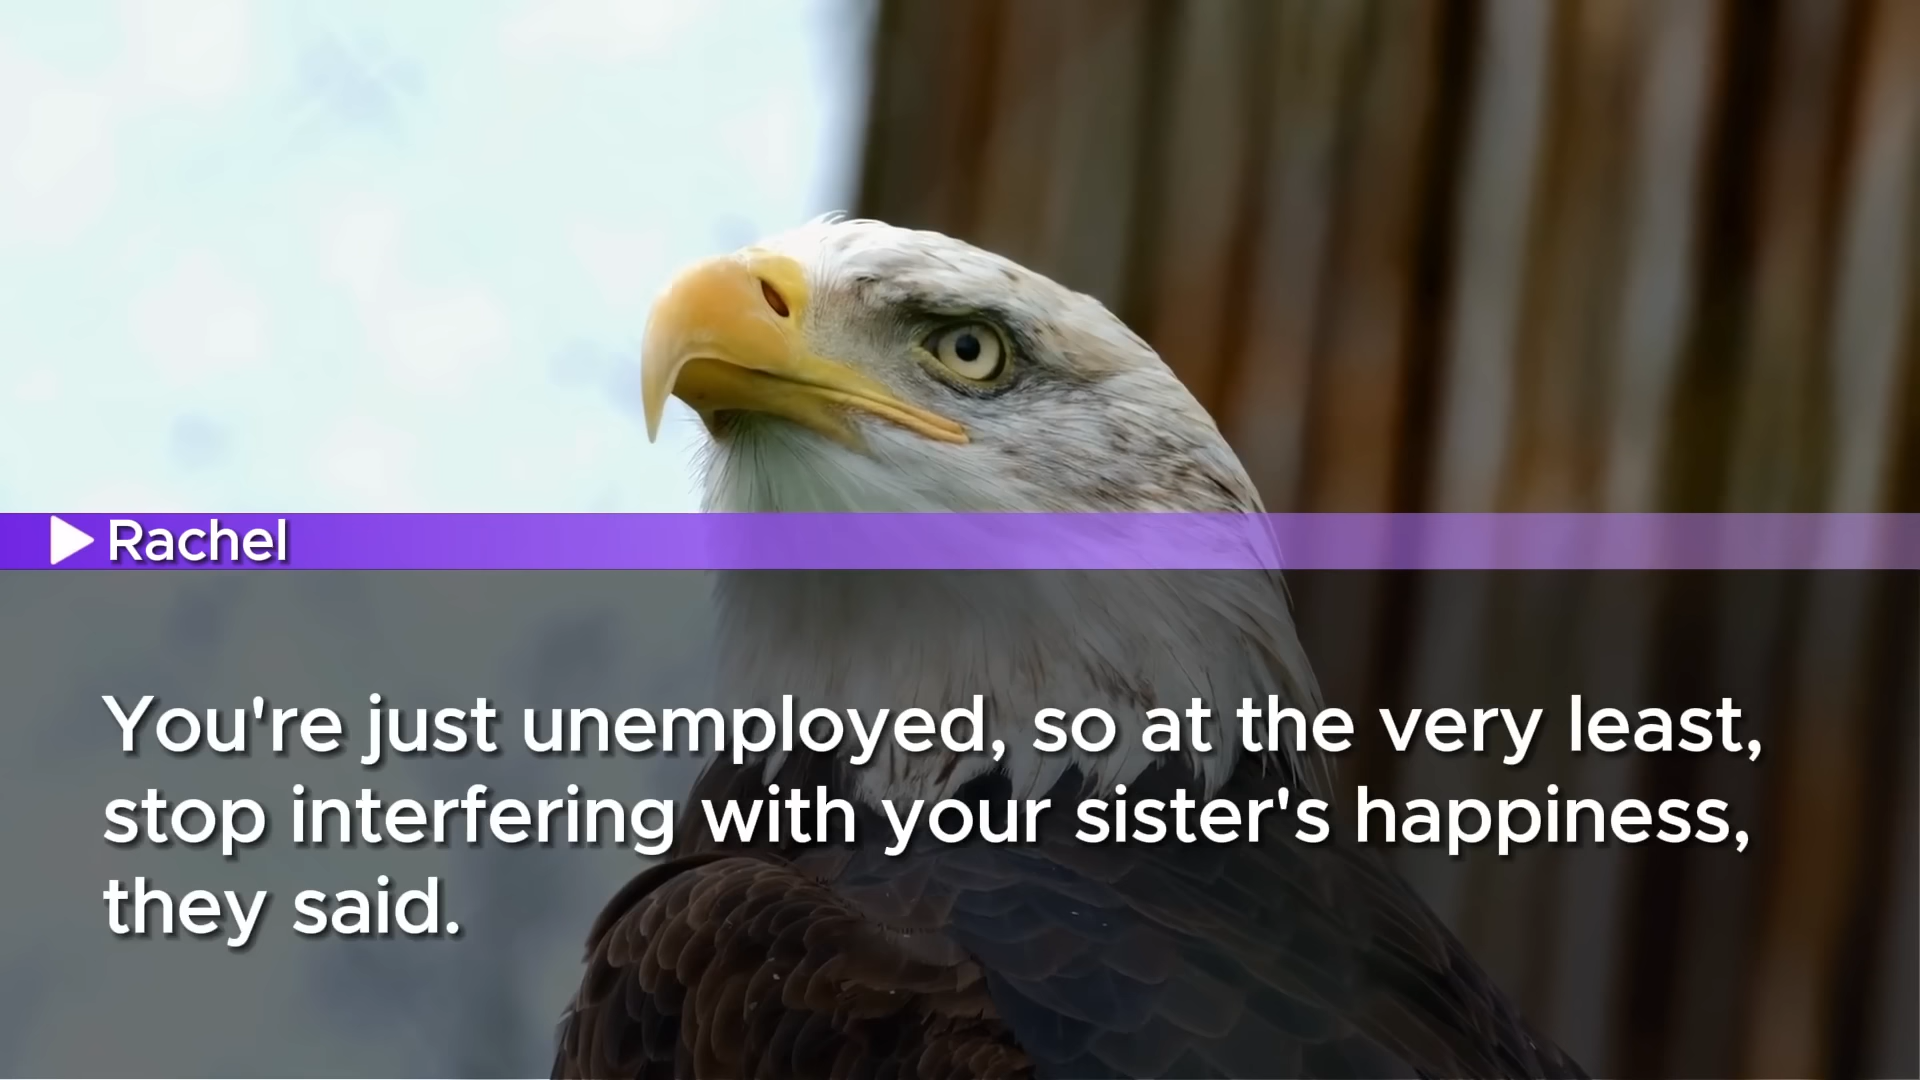 Rachel
You're just unemployed, so at the very least,
stop interfering with your sister's happiness,
they said.